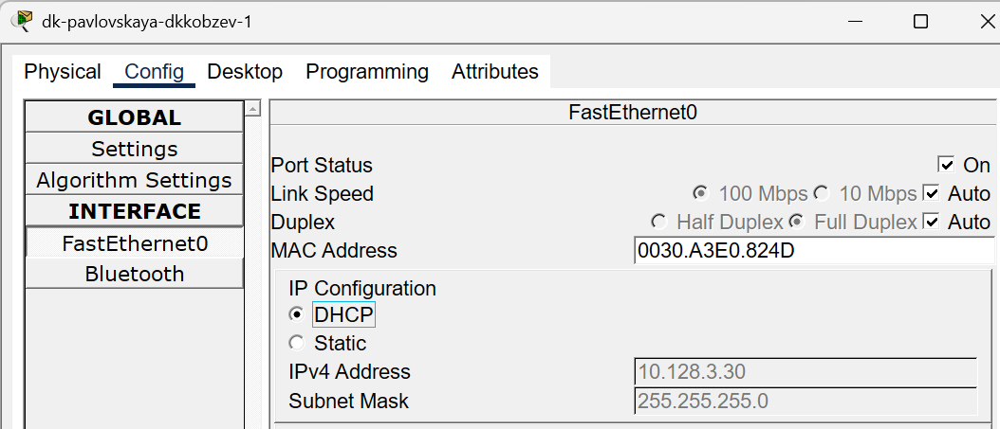 dk-pavlovskaya-dkkobzev-1
Physical Config Desktop Programming Attributes
GLOBAL
Settings
Algorithm Settings
INTERFACE
FastEthernet0
Bluetooth
FastEthernet0
Port Status On
Link Speed 100 Mbps 10 Mbps Auto
Duplex Half Duplex Full Duplex Auto
MAC Address 0030.A3E0.824D
IP Configuration
DHCP
Static
IPv4 Address 10.128.3.30
Subnet Mask 255.255.255.0